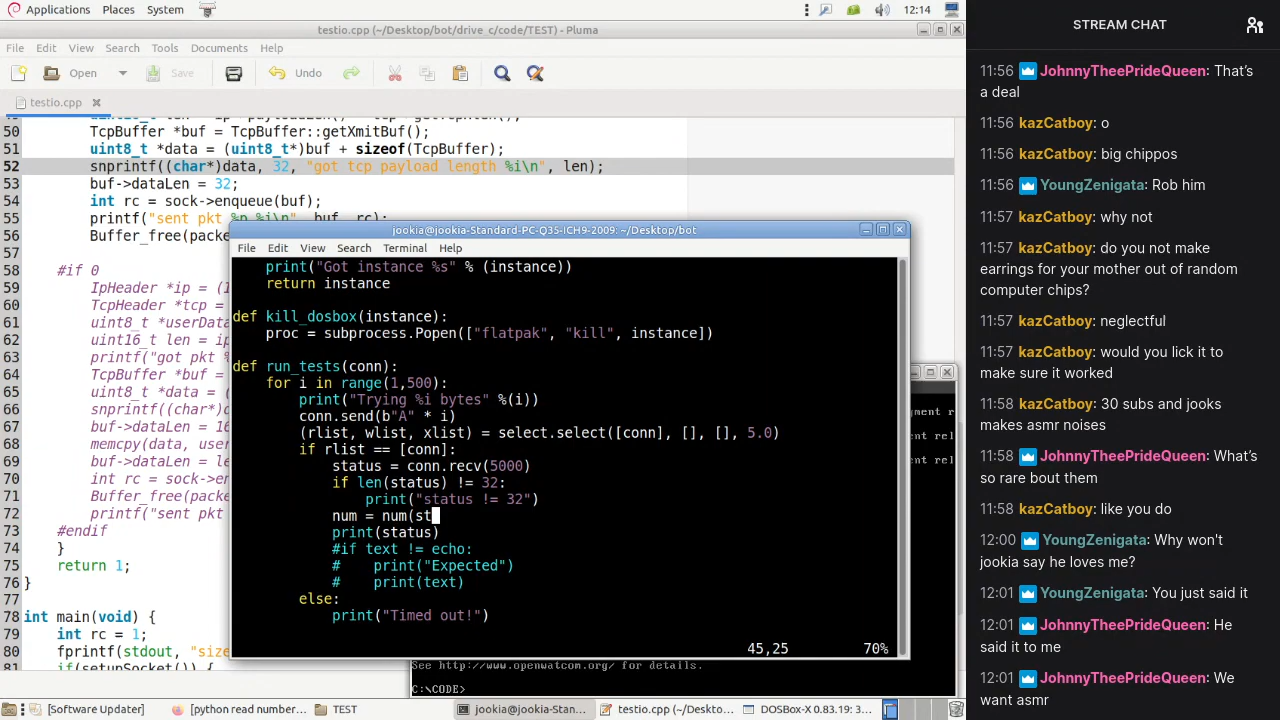 Applications Places System 12:14
testio.cpp (~/Desktop/bot/drive_c/code/TEST) - Pluma
File Edit View Search Tools Documents Help
Open Save Undo
testio.cpp
50 TcpBuffer *buf = TcpBuffer::getXmitBuf();
51 uint8_t *data = (uint8_t*)buf + sizeof(TcpBuffer);
52 snprintf((char*)data, 32, "got tcp payload length %i\n", len);
53 buf->dataLen = 32;
54 int rc = sock->enqueue(buf);
55 printf("sent pkt %p %i\n", buf, rc);
56 Buffer_free(packe
57
58 #if 0
59 IpHeader *ip = (I
60 TcpHeader *tcp =
61 uint8_t *userData
62 uint16_t len = ip
63 printf("got pkt %
64 TcpBuffer *buf =
65 uint8_t *data = (
66 snprintf((char*)d
67 buf->dataLen = 16
68 memcpy(data, user
69 buf->dataLen = le
70 int rc = sock->en
71 Buffer_free(packe
72 printf("sent pkt
73 #endif
74 }
75 return 1;
76 }
77
78 int main(void) {
79 int rc = 1;
80 fprintf(stdout, "size
81 if(setupSocket()) {
jookia@jookia-Standard-PC-Q35-ICH9-2009: ~/Desktop/bot
File Edit View Search Terminal Help
print("Got instance %s" % (instance))
return instance
def kill_dosbox(instance):
proc = subprocess.Popen(["flatpak", "kill", instance])
def run_tests(conn):
for i in range(1,500):
print("Trying %i bytes" %(i))
conn.send(b"A" * i)
(rlist, wlist, xlist) = select.select([conn], [], [], 5.0)
if rlist == [conn]:
status = conn.recv(5000)
if len(status) != 32:
print("status != 32")
num = num(st
print(status)
#if text != echo:
# print("Expected")
# print(text)
else:
print("Timed out!")
45,25 70%
gment r
ent rel
ent rel
See http://www.openwatcom.org/ for details.
C:\CODE>
[Software Updater] [python read number... TEST jookia@jookia-Stan... testio.cpp (~/Deskto... DOSBox-X 0.83.19: 3...
STREAM CHAT
11:56 JohnnyTheePrideQueen: That's
a deal
11:56 kazCatboy: o
11:56 kazCatboy: big chippos
11:56 YoungZenigata: Rob him
11:57 kazCatboy: why not
11:57 kazCatboy: do you not make
earrings for your mother out of random
computer chips?
11:57 kazCatboy: neglectful
11:57 kazCatboy: would you lick it to
make sure it worked
11:58 kazCatboy: 30 subs and jooks
makes asmr noises
11:58 JohnnyTheePrideQueen: What's
so rare bout them
11:58 kazCatboy: like you do
12:00 YoungZenigata: Why won't
jookia say he loves me?
12:01 YoungZenigata: You just said it
12:01 JohnnyTheePrideQueen: He
said it to me
12:01 JohnnyTheePrideQueen: We
want asmr